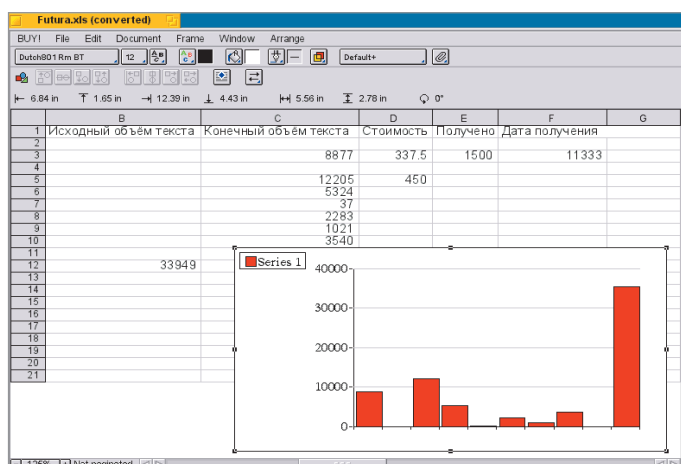 Futura.xls (converted)
BUY! File Edit Document Frame Window Arrange
Dutch801 Rm BT 12 Default+
6.84 in 1.65 in 12.39 in 4.43 in 5.56 in 2.78 in 0°
B C D E F G
1 Исходный объём текста Конечный объём текста Стоимость Получено Дата получения
2
3 8877 337.5 1500 11333
4
5 12205 450
6 5324
7 37
8 2283
9 1021
10 3540
11
12 33949
13
14
15
16
17
18
19
20
21
Series 1
40000
30000
20000
10000
0
125% Not paginated